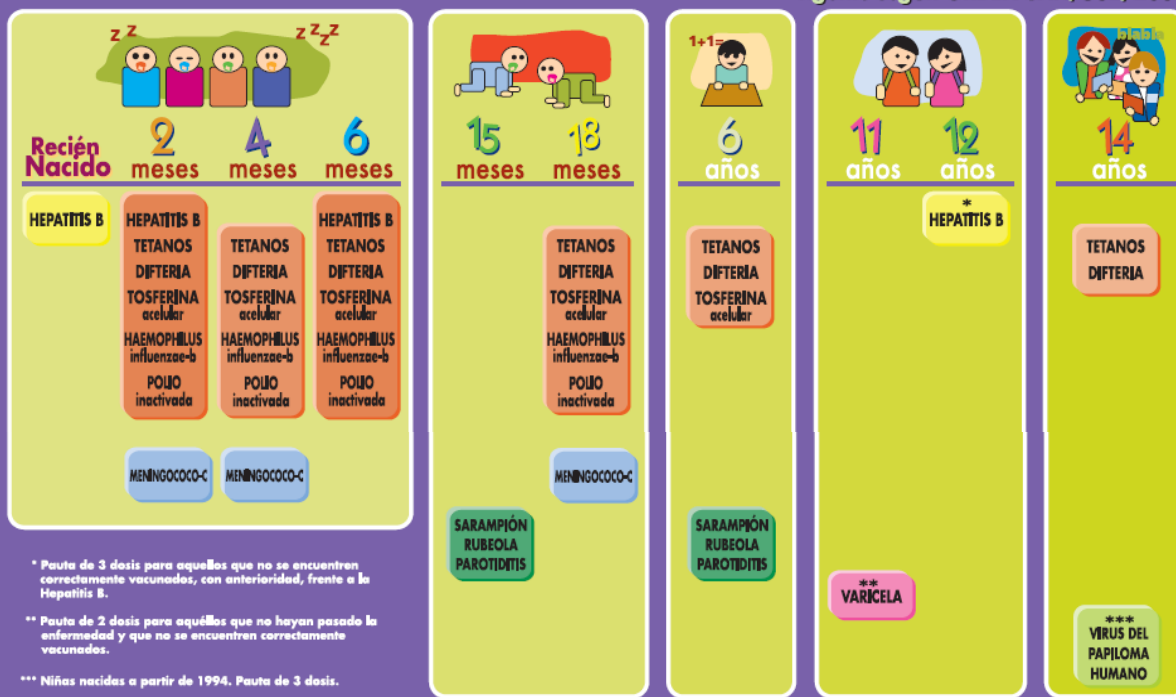 z z
z z z z
1+1=
blabla
Recién
Nacido
2
meses
4
meses
6
meses
15
meses
18
meses
6
años
11
años
12
años
14
años
HEPATITIS B
HEPATITIS B
TETANOS
DIFTERIA
TOSFERINA
acelular
HAEMOPHILUS
influenzae-b
POLIO
inactivada
TETANOS
DIFTERIA
TOSFERINA
acelular
HAEMOPHILUS
influenzae-b
POLIO
inactivada
HEPATITIS B
TETANOS
DIFTERIA
TOSFERINA
acelular
HAEMOPHILUS
influenzae-b
POLIO
inactivada
MENINGOCOCO-C
MENINGOCOCO-C
TETANOS
DIFTERIA
TOSFERINA
acelular
HAEMOPHILUS
influenzae-b
POLIO
inactivada
MENINGOCOCO-C
SARAMPIÓN
RUBEOLA
PAROTIDITIS
TETANOS
DIFTERIA
TOSFERINA
acelular
SARAMPIÓN
RUBEOLA
PAROTIDITIS
*
HEPATITIS B
**
VARICELA
TETANOS
DIFTERIA
***
VIRUS DEL
PAPILOMA
HUMANO
* Pauta de 3 dosis para aquellos que no se encuentren
correctamente vacunados, con anterioridad, frente a la
Hepatitis B.
** Pauta de 2 dosis para aquéllos que no hayan pasado la
enfermedad y que no se encuentren correctamente
vacunados.
*** Niñas nacidas a partir de 1994. Pauta de 3 dosis.